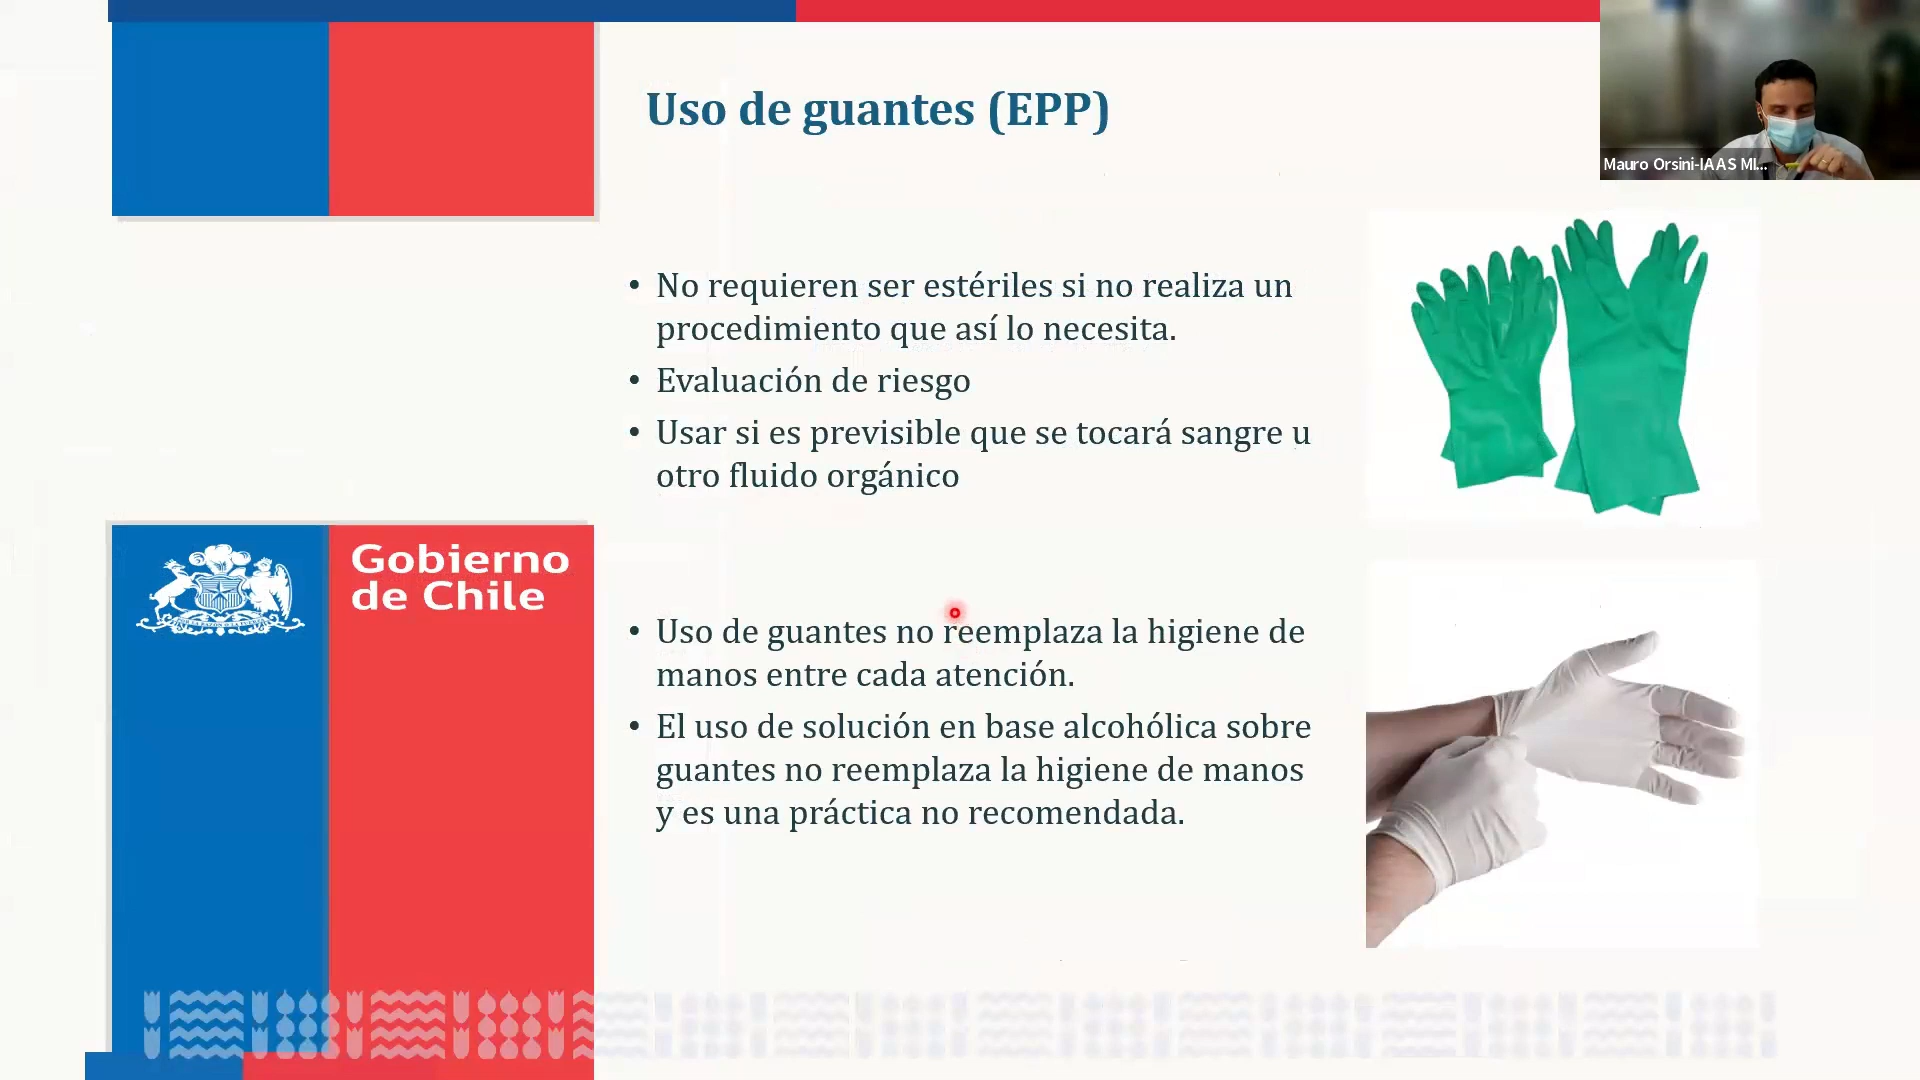 Uso de guantes (EPP)
Mauro Orsini-IAAS MI...
• No requieren ser estériles si no realiza un
procedimiento que así lo necesita.
• Evaluación de riesgo
• Usar si es previsible que se tocará sangre u
otro fluido orgánico
Gobierno
de Chile
• Uso de guantes no reemplaza la higiene de
manos entre cada atención.
• El uso de solución en base alcohólica sobre
guantes no reemplaza la higiene de manos
y es una práctica no recomendada.